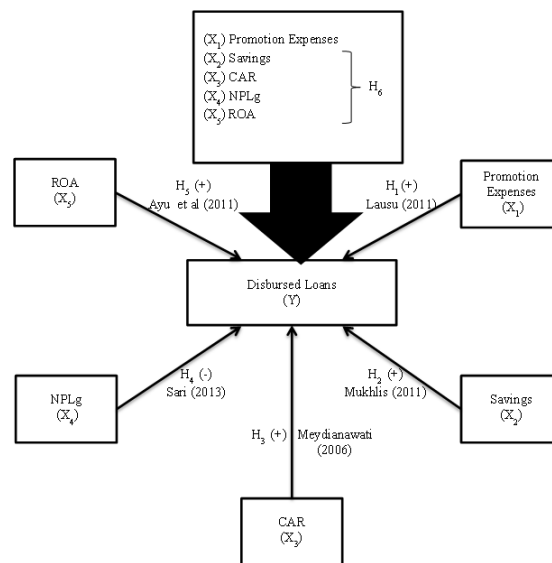 (X₁) Promotion Expenses
(X₂) Savings
(X₃) CAR
(X₄) NPLg
(X₅) ROA
H₆
ROA
(X₅)
H₅ (+)
Ayu et al (2011)
H₁(+)
Lausu (2011)
Promotion
Expenses
(X₁)
Disbursed Loans
(Y)
NPLg
(X₄)
H₄ (-)
Sari (2013)
H₃ (+)
Meydianawati
(2006)
H₂ (+)
Mukhlis (2011)
Savings
(X₂)
CAR
(X₃)